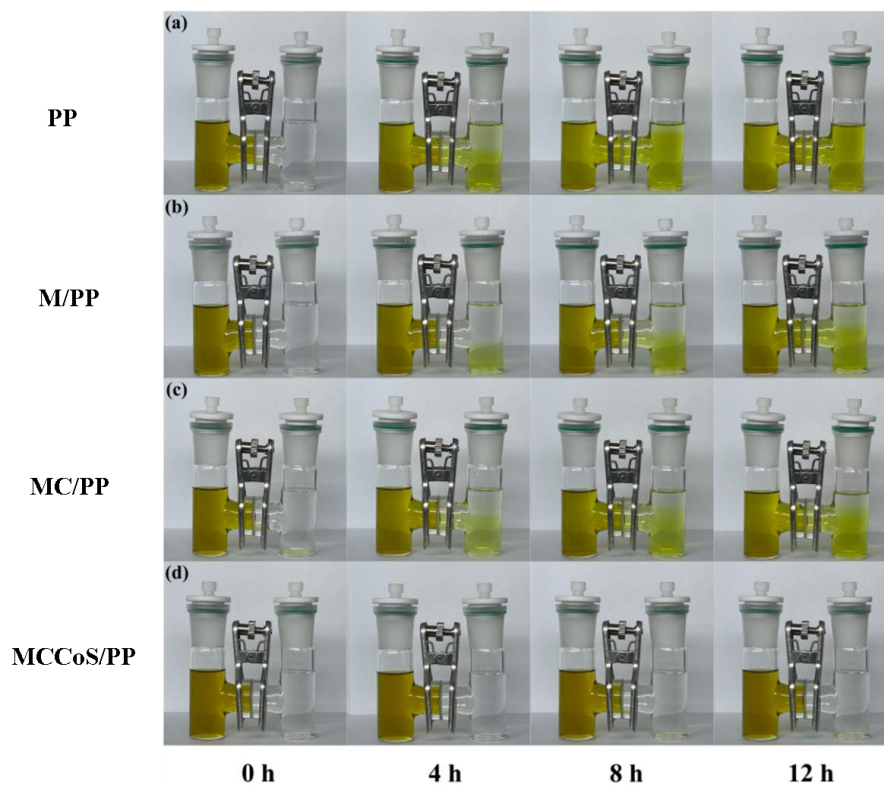 (a)
PP
(b)
M/PP
(c)
MC/PP
(d)
MCCoS/PP
0 h 4 h 8 h 12 h